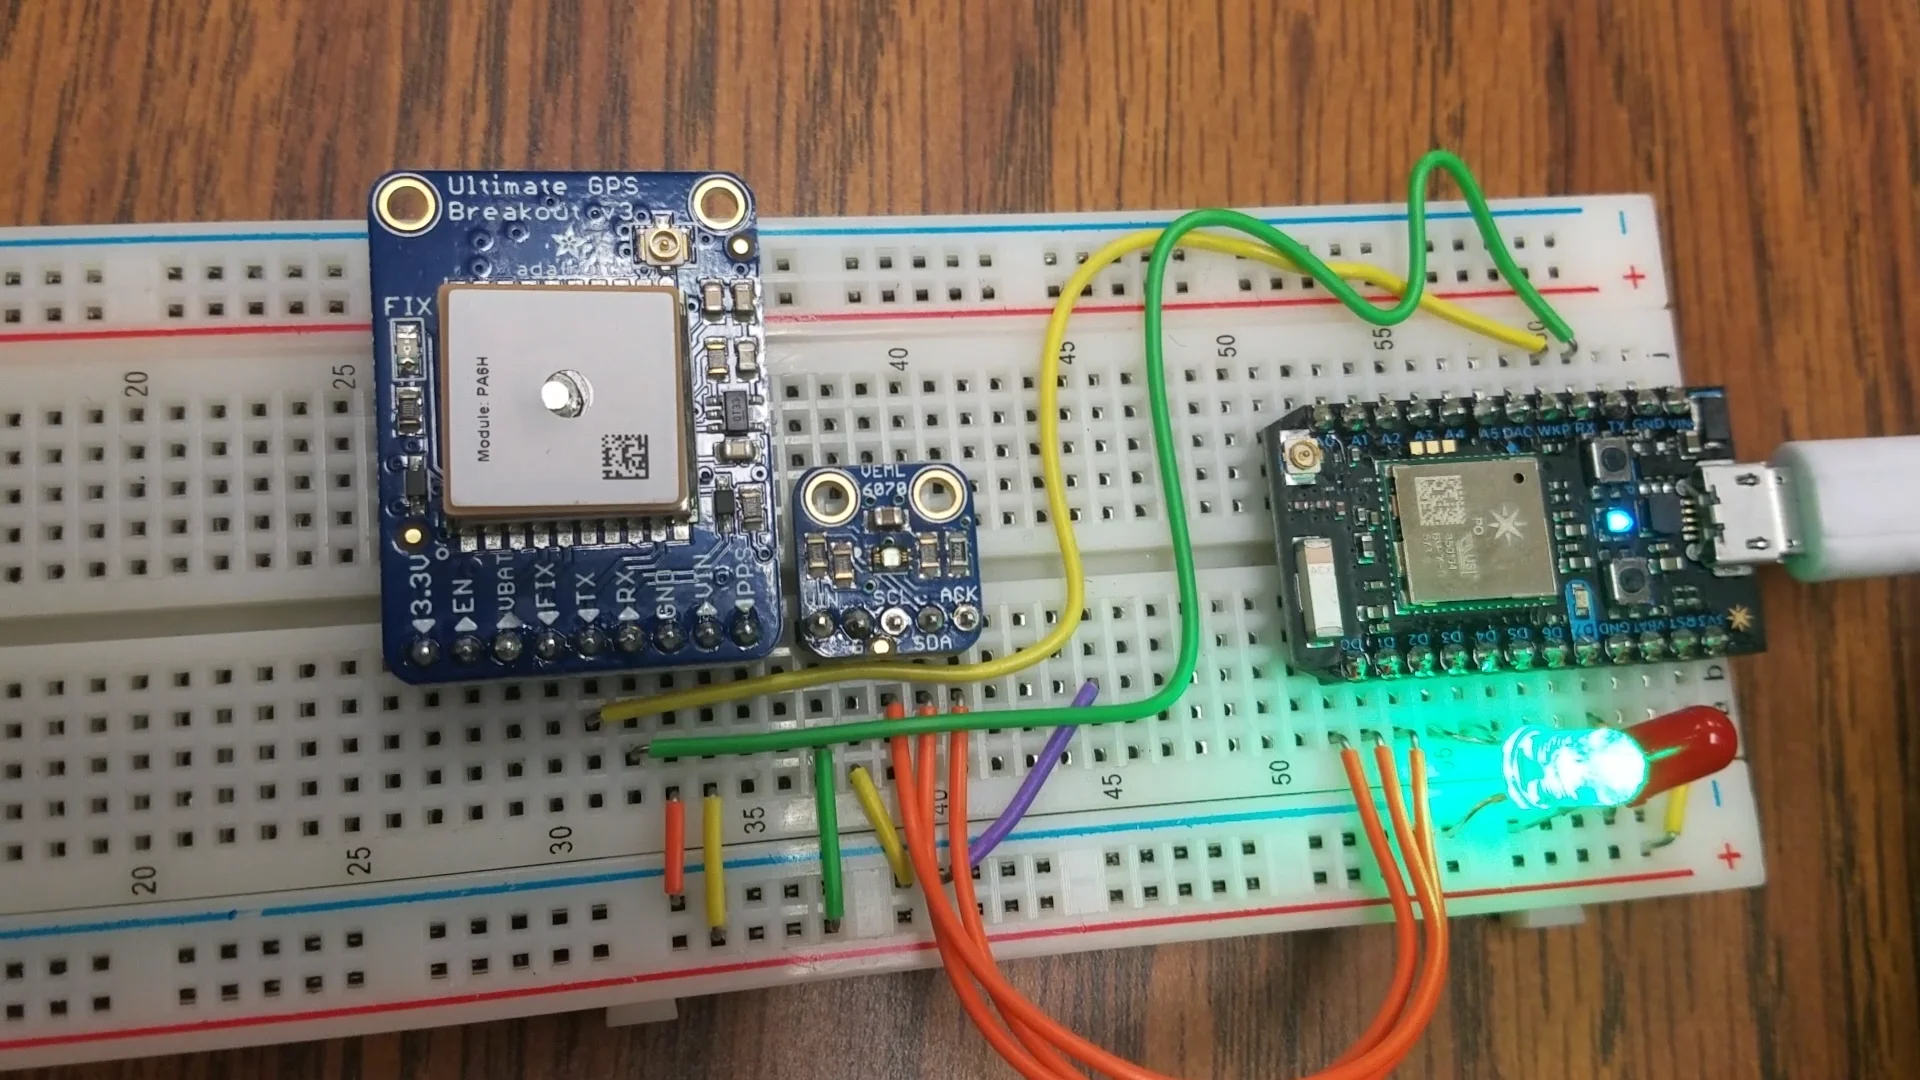 Ultimate GPS
Breakout v3
FIX
Module: PA6H
3.3V
EN
VBAT
FIX
TX
RX
GND
VIN
PPS
VEML
6070
VIN
SCL
ACK
SDA
20
25
40
45
50
55
j
-
+
A0 A1 A2 A3 A4 A5 DAC WKP RX TX GND VIN
D0 D1 D2 D3 D4 D5 D6 D7 GND VBAT RST 3V3
b
a
20
25
30
35
40
45
50
-
+